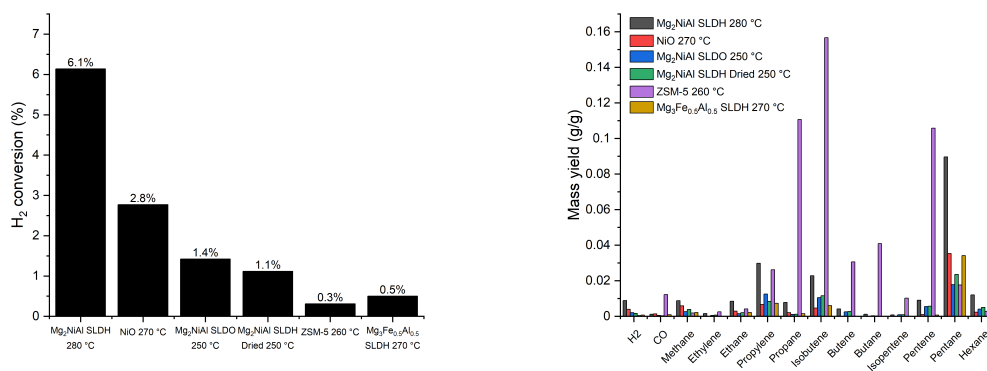 H₂ conversion (%)
7
6
5
4
3
2
1
0
6.1%
2.8%
1.4%
1.1%
0.3%
0.5%
Mg₂NiAl SLDH
280 °C
NiO 270 °C
Mg₂NiAl SLDO
250 °C
Mg₂NiAl SLDH
Dried 250 °C
ZSM-5 260 °C
Mg₃Fe₀.₅Al₀.₅
SLDH 270 °C
Mass yield (g/g)
0.16
0.12
0.1
0.08
0.06
0.04
0.02
0
Mg₂NiAl SLDH 280 °C
NiO 270 °C
Mg₂NiAl SLDO 250 °C
Mg₂NiAl SLDH Dried 250 °C
ZSM-5 260 °C
Mg₃Fe₀.₅Al₀.₅ SLDH 270 °C
H2
CO
Methane
Ethylene
Ethane
Propylene
Propane
Isobutene
Butene
Butane
Isopentene
Pentene
Pentane
Hexane